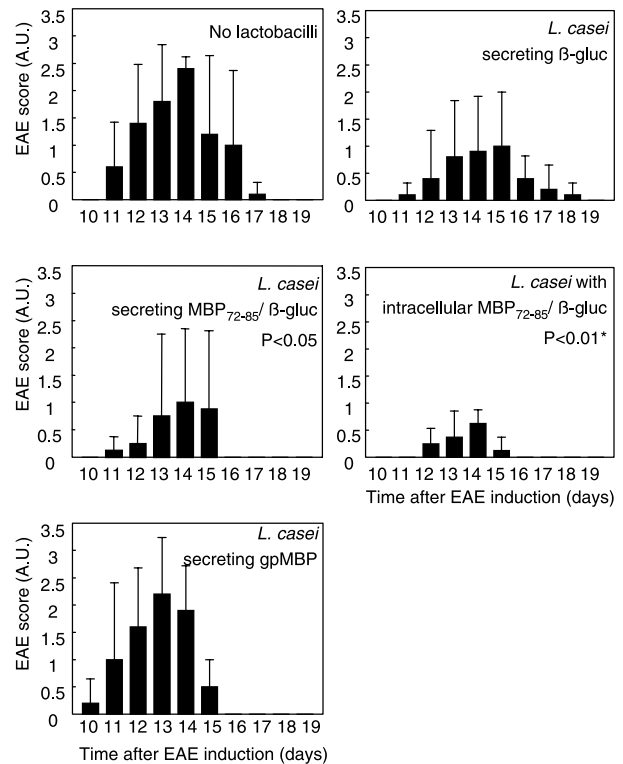 EAE score (A.U.)
3.5
3
2.5
2
1.5
1
0.5
0
No lactobacilli
10 11 12 13 14 15 16 17 18 19
3.5
3
2.5
2
1.5
1
0.5
0
L. casei
secreting ß-gluc
10 11 12 13 14 15 16 17 18 19
EAE score (A.U.)
3.5
3
2.5
2
1.5
1
0.5
0
L. casei
secreting MBP72-85/ ß-gluc
P<0.05
10 11 12 13 14 15 16 17 18 19
3.5
3
2.5
2
1.5
1
0.5
0
L. casei with
intracellular MBP72-85/ ß-gluc
P<0.01*
10 11 12 13 14 15 16 17 18 19
Time after EAE induction (days)
EAE score (A.U.)
3.5
3
2.5
2
1.5
1
0.5
0
L. casei
secreting gpMBP
10 11 12 13 14 15 16 17 18 19
Time after EAE induction (days)